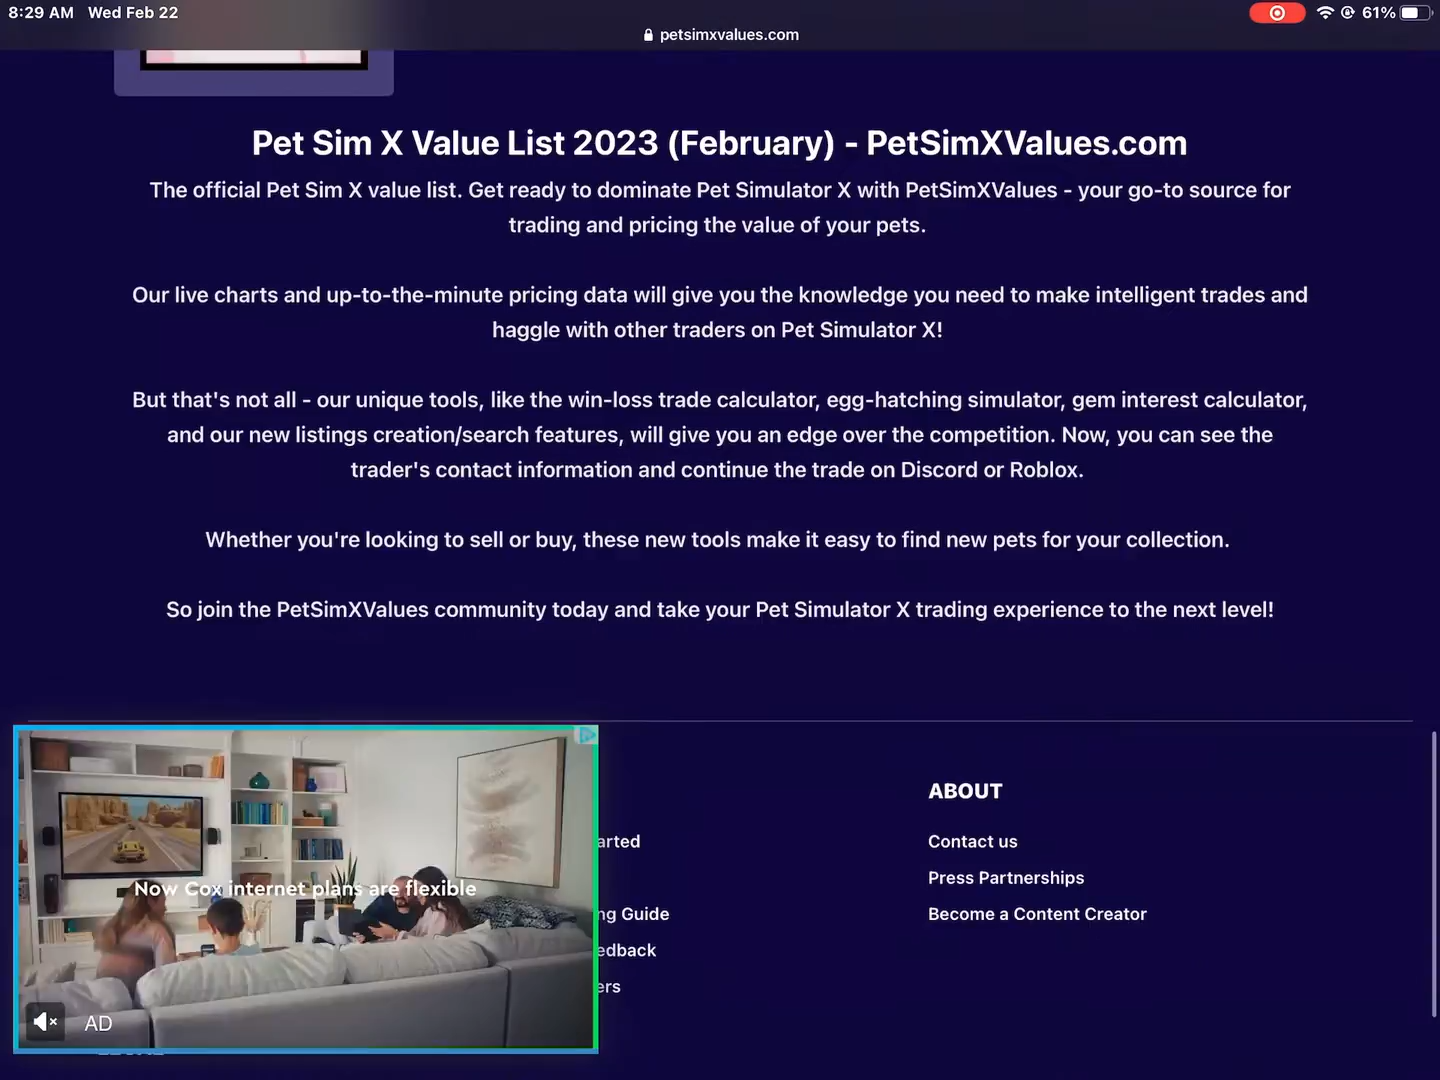 8:29 AM Wed Feb 22
61%
petsimxvalues.com
Pet Sim X Value List 2023 (February) - PetSimXValues.com
The official Pet Sim X value list. Get ready to dominate Pet Simulator X with PetSimXValues - your go-to source for
trading and pricing the value of your pets.
Our live charts and up-to-the-minute pricing data will give you the knowledge you need to make intelligent trades and
haggle with other traders on Pet Simulator X!
But that's not all - our unique tools, like the win-loss trade calculator, egg-hatching simulator, gem interest calculator,
and our new listings creation/search features, will give you an edge over the competition. Now, you can see the
trader's contact information and continue the trade on Discord or Roblox.
Whether you're looking to sell or buy, these new tools make it easy to find new pets for your collection.
So join the PetSimXValues community today and take your Pet Simulator X trading experience to the next level!
Now Cox internet plans are flexible
AD
arted
ng Guide
edback
ers
ABOUT
Contact us
Press Partnerships
Become a Content Creator